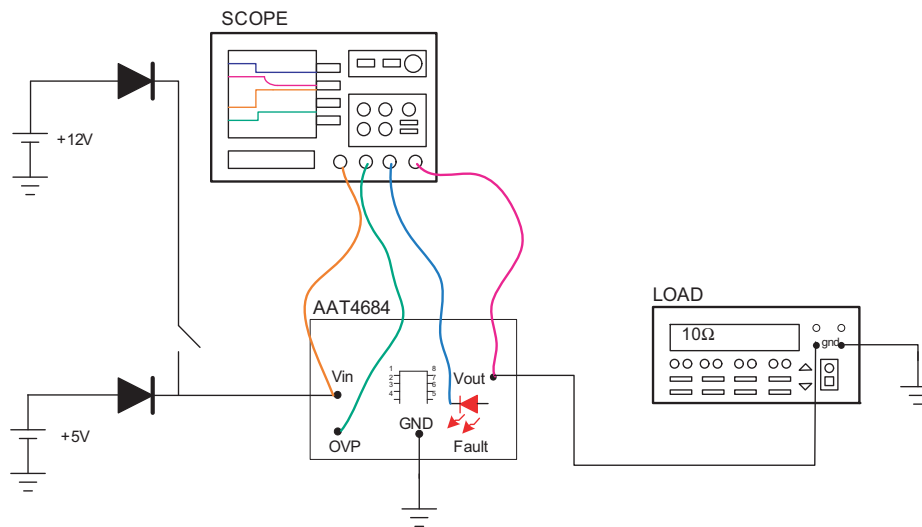 SCOPE
+12V
AAT4684
LOAD
10Ω
gnd
1
2
3
4
8
7
6
5
Vin
Vout
+5V
OVP
GND
Fault